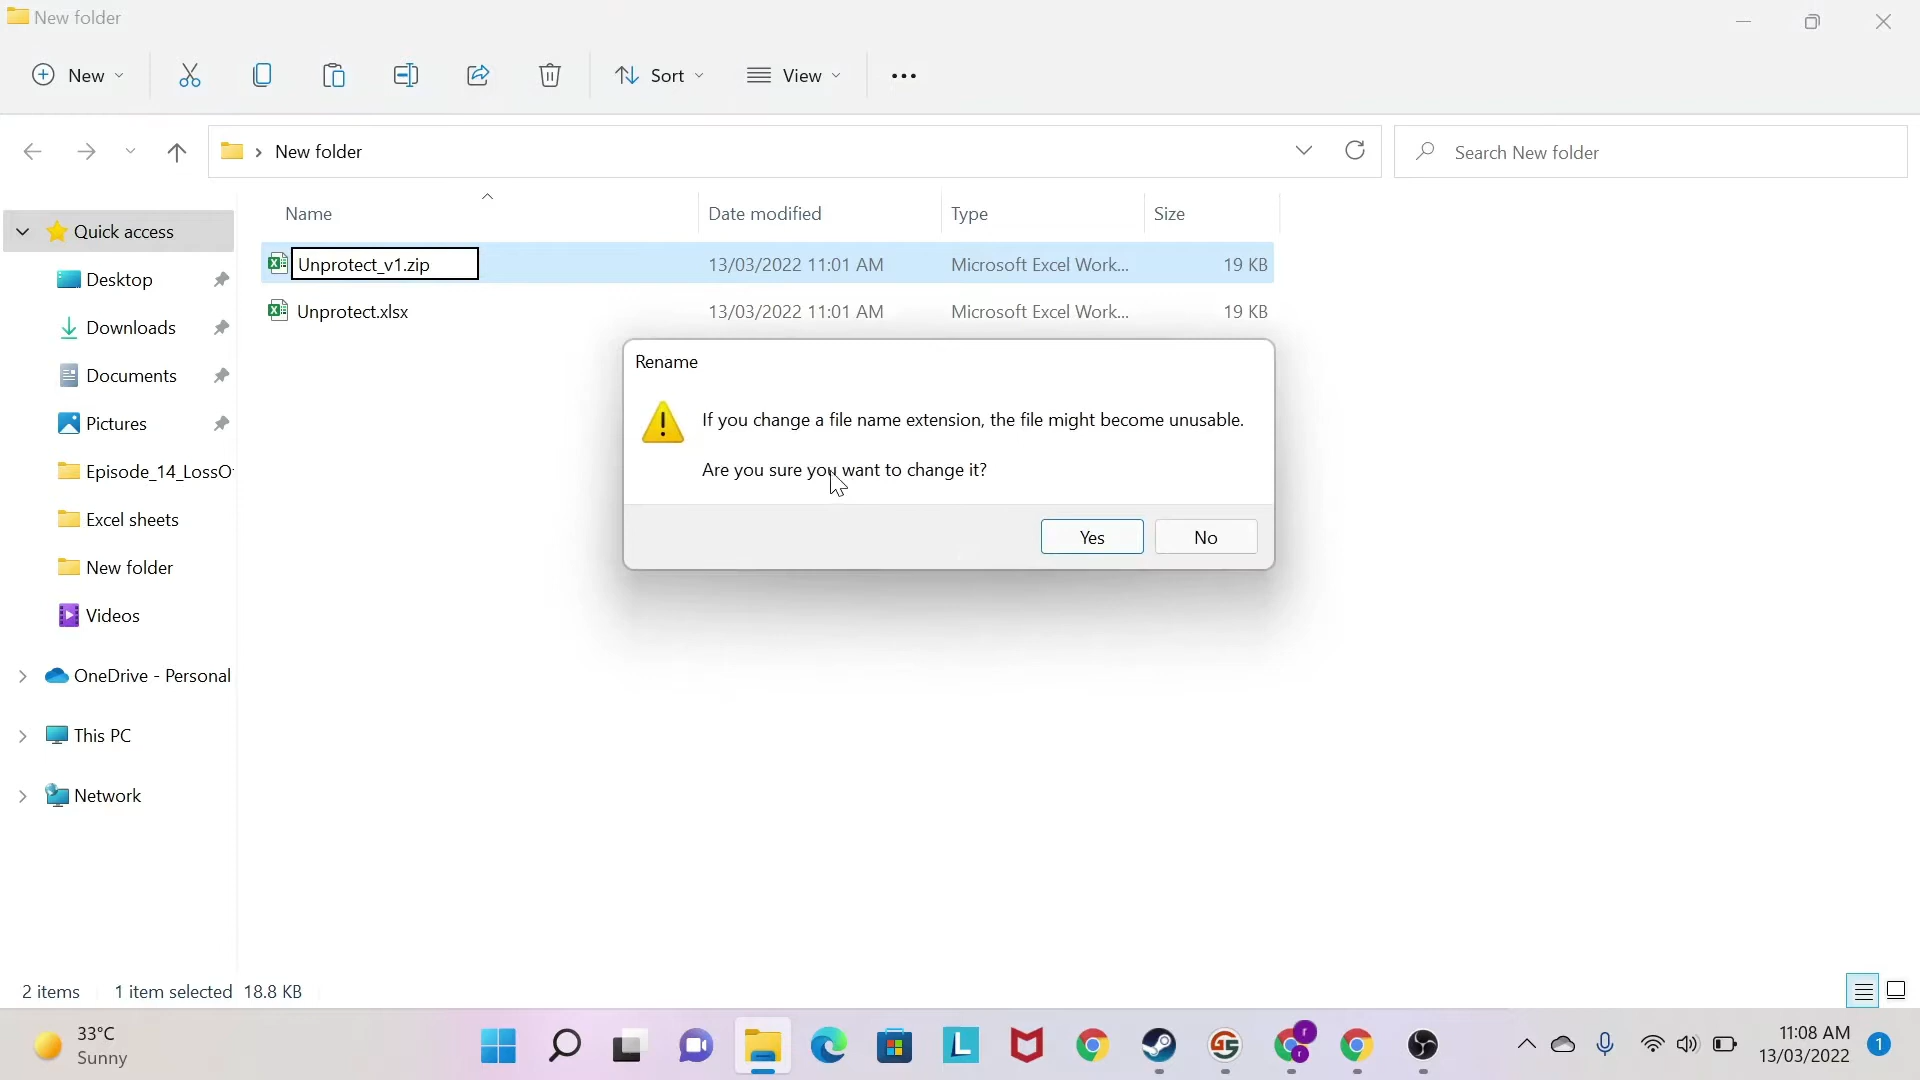 New folder
New
Sort
View
New folder
Search New folder
Name
Date modified
Type
Size
Quick access
Unprotect_v1.zip
13/03/2022 11:01 AM
Microsoft Excel Work...
19 KB
Desktop
Unprotect.xlsx
13/03/2022 11:01 AM
Microsoft Excel Work...
19 KB
Downloads
Documents
Pictures
Episode_14_LossO
Excel sheets
New folder
Videos
OneDrive - Personal
This PC
Network
Rename
If you change a file name extension, the file might become unusable.
Are you sure you want to change it?
Yes
No
2 items
1 item selected 18.8 KB
33°C
Sunny
L
r
r
11:08 AM
13/03/2022
1